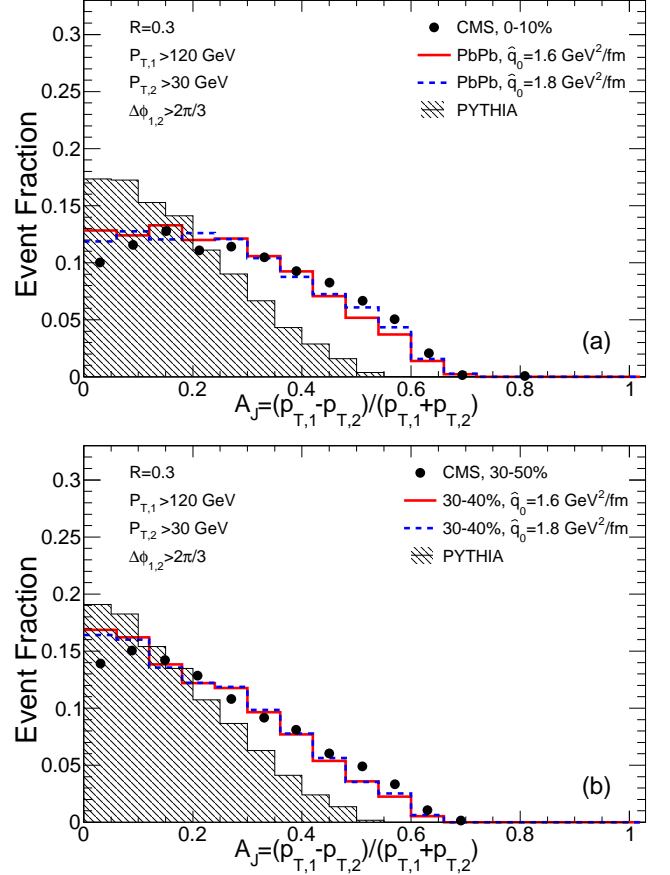 0.3
0.25
0.2
0.15
0.1
0.05
0
Event Fraction
R=0.3
P_{T,1}>120 GeV
P_{T,2}>30 GeV
Δϕ_{1,2}>2π/3
CMS, 0-10%
PbPb, q̂_0=1.6 GeV²/fm
PbPb, q̂_0=1.8 GeV²/fm
PYTHIA
(a)
0 0.2 0.4 0.6 0.8 1
A_J=(p_{T,1}-p_{T,2})/(p_{T,1}+p_{T,2})
0.3
0.25
0.2
0.15
0.1
0.05
0
Event Fraction
R=0.3
P_{T,1}>120 GeV
P_{T,2}>30 GeV
Δϕ_{1,2}>2π/3
CMS, 30-50%
30-40%, q̂_0=1.6 GeV²/fm
30-40%, q̂_0=1.8 GeV²/fm
PYTHIA
(b)
0 0.2 0.4 0.6 0.8 1
A_J=(p_{T,1}-p_{T,2})/(p_{T,1}+p_{T,2})